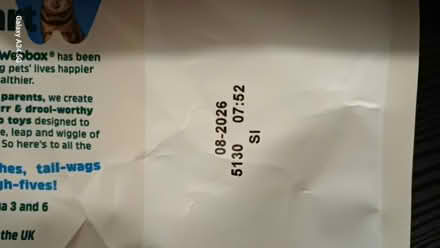 Webbox® has been
pets' lives happier
parents, we create
rr & drool-worthy
toys designed to
leap and wiggle of
So here's to all the
tail-wags
gh-fives!
3 and 6
the UK
08-2026
5130 07:52
SI
Galaxy